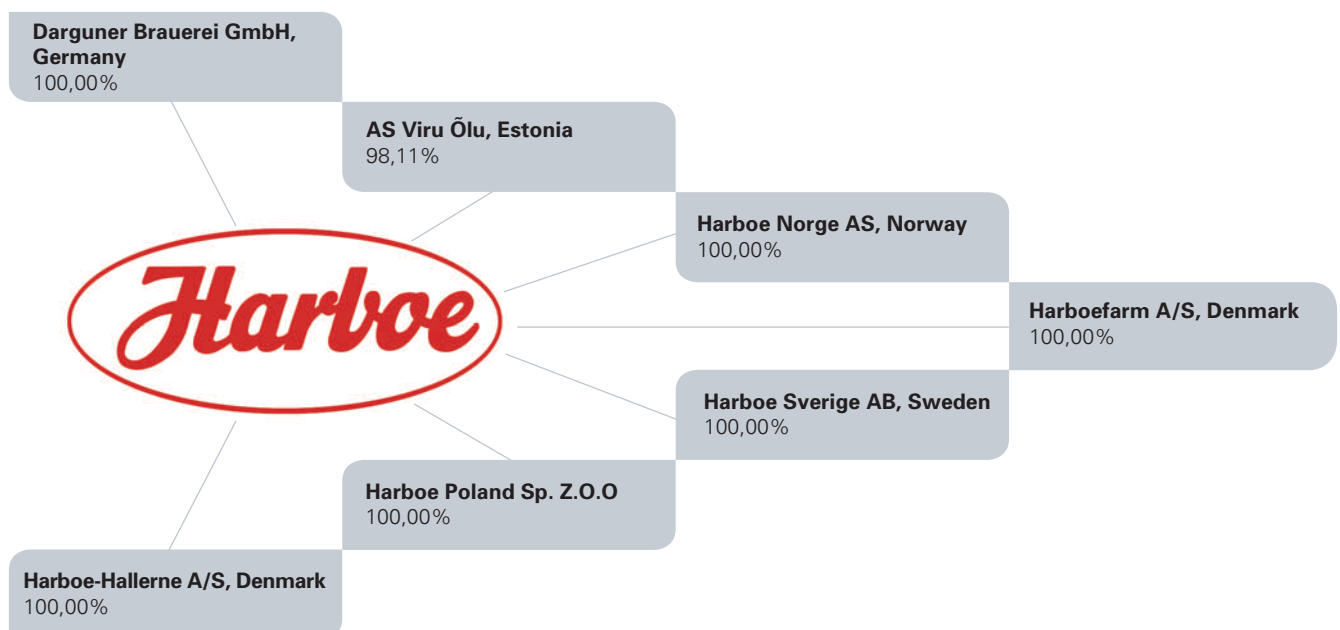 Darguner Brauerei GmbH,
Germany
100,00%
AS Viru Õlu, Estonia
98,11%
Harboe Norge AS, Norway
100,00%
Harboefarm A/S, Denmark
100,00%
Harboe
Harboe Sverige AB, Sweden
100,00%
Harboe Poland Sp. Z.O.O
100,00%
Harboe-Hallerne A/S, Denmark
100,00%